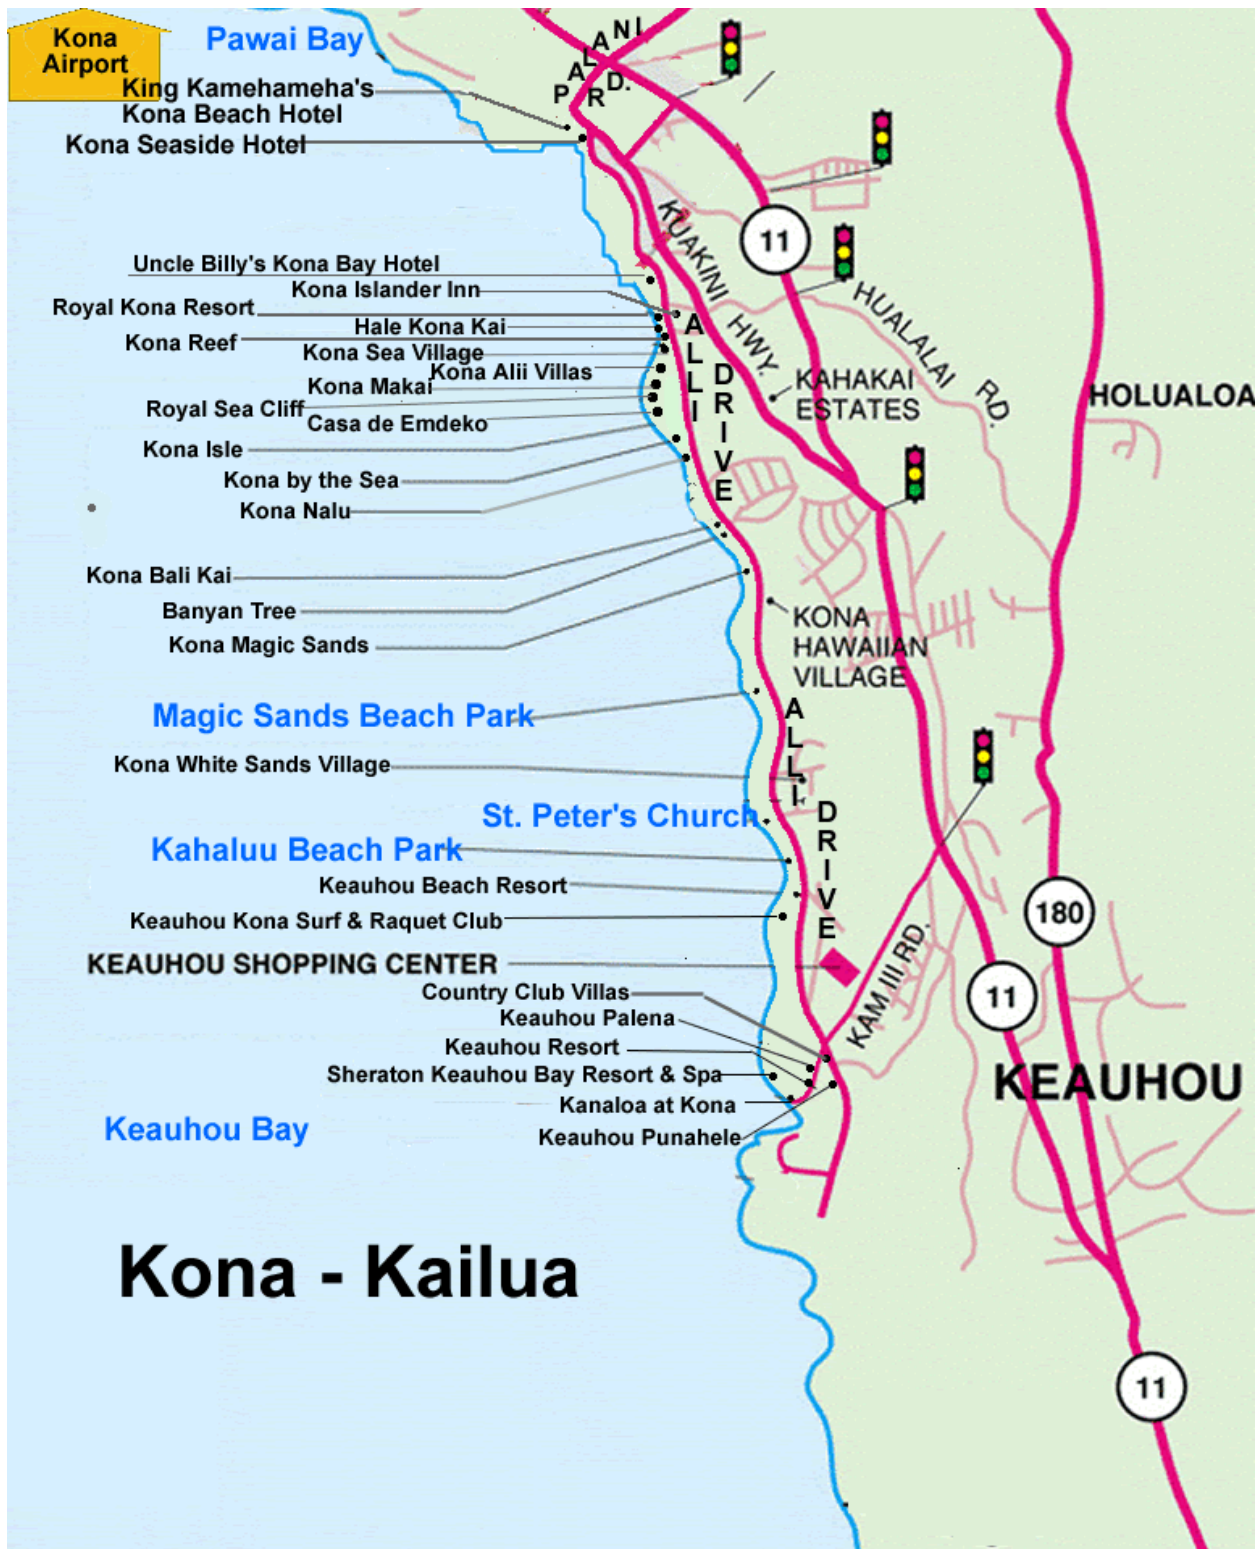 Kona
Airport
Pawai Bay
PALANI
RD.
King Kamehameha's
Kona Beach Hotel
Kona Seaside Hotel
KUAKINI HWY.
11
Uncle Billy's Kona Bay Hotel
Kona Islander Inn
Royal Kona Resort
Hale Kona Kai
Kona Reef
Kona Sea Village
Kona Alii Villas
Kona Makai
Royal Sea Cliff
Casa de Emdeko
Kona Isle
Kona by the Sea
Kona Nalu
ALLI
DRIVE
HUALALAI RD.
KAHAKAI
ESTATES
HOLUALOA
Kona Bali Kai
Banyan Tree
Kona Magic Sands
KONA
HAWAIIAN
VILLAGE
Magic Sands Beach Park
Kona White Sands Village
ALLI
DRIVE
St. Peter's Church
Kahaluu Beach Park
Keauhou Beach Resort
Keauhou Kona Surf & Raquet Club
180
KEAUHOU SHOPPING CENTER
KAM III RD.
11
Country Club Villas
Keauhou Palena
Keauhou Resort
Sheraton Keauhou Bay Resort & Spa
Kanaloa at Kona
Keauhou Punahele
KEAUHOU
Keauhou Bay
Kona - Kailua
11